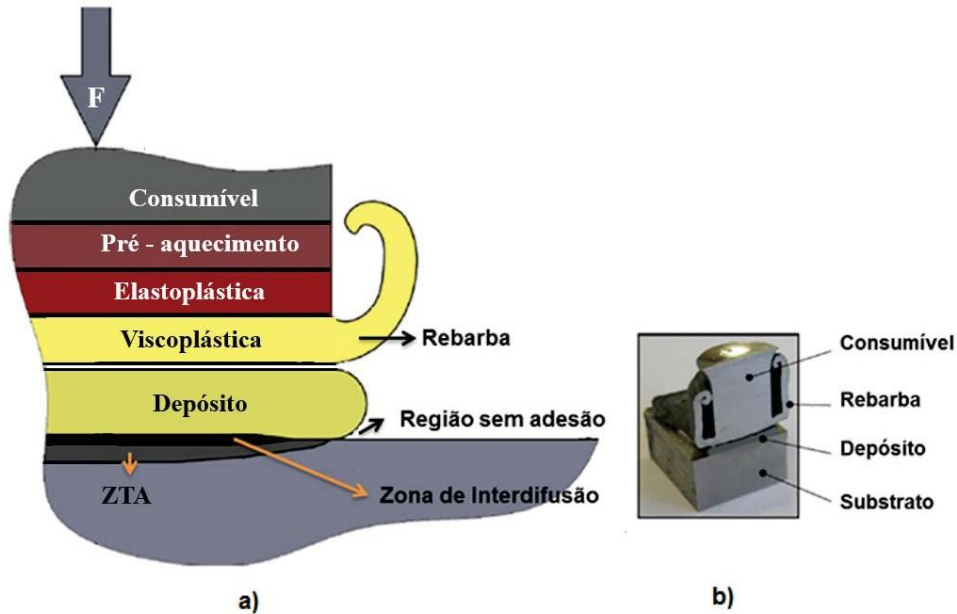 F
Consumível
Pré - aquecimento
Elastoplástica
Viscoplástica
Rebarba
Depósito
Região sem adesão
ZTA
Zona de Interdifusão
a)
Consumível
Rebarba
Depósito
Substrato
b)